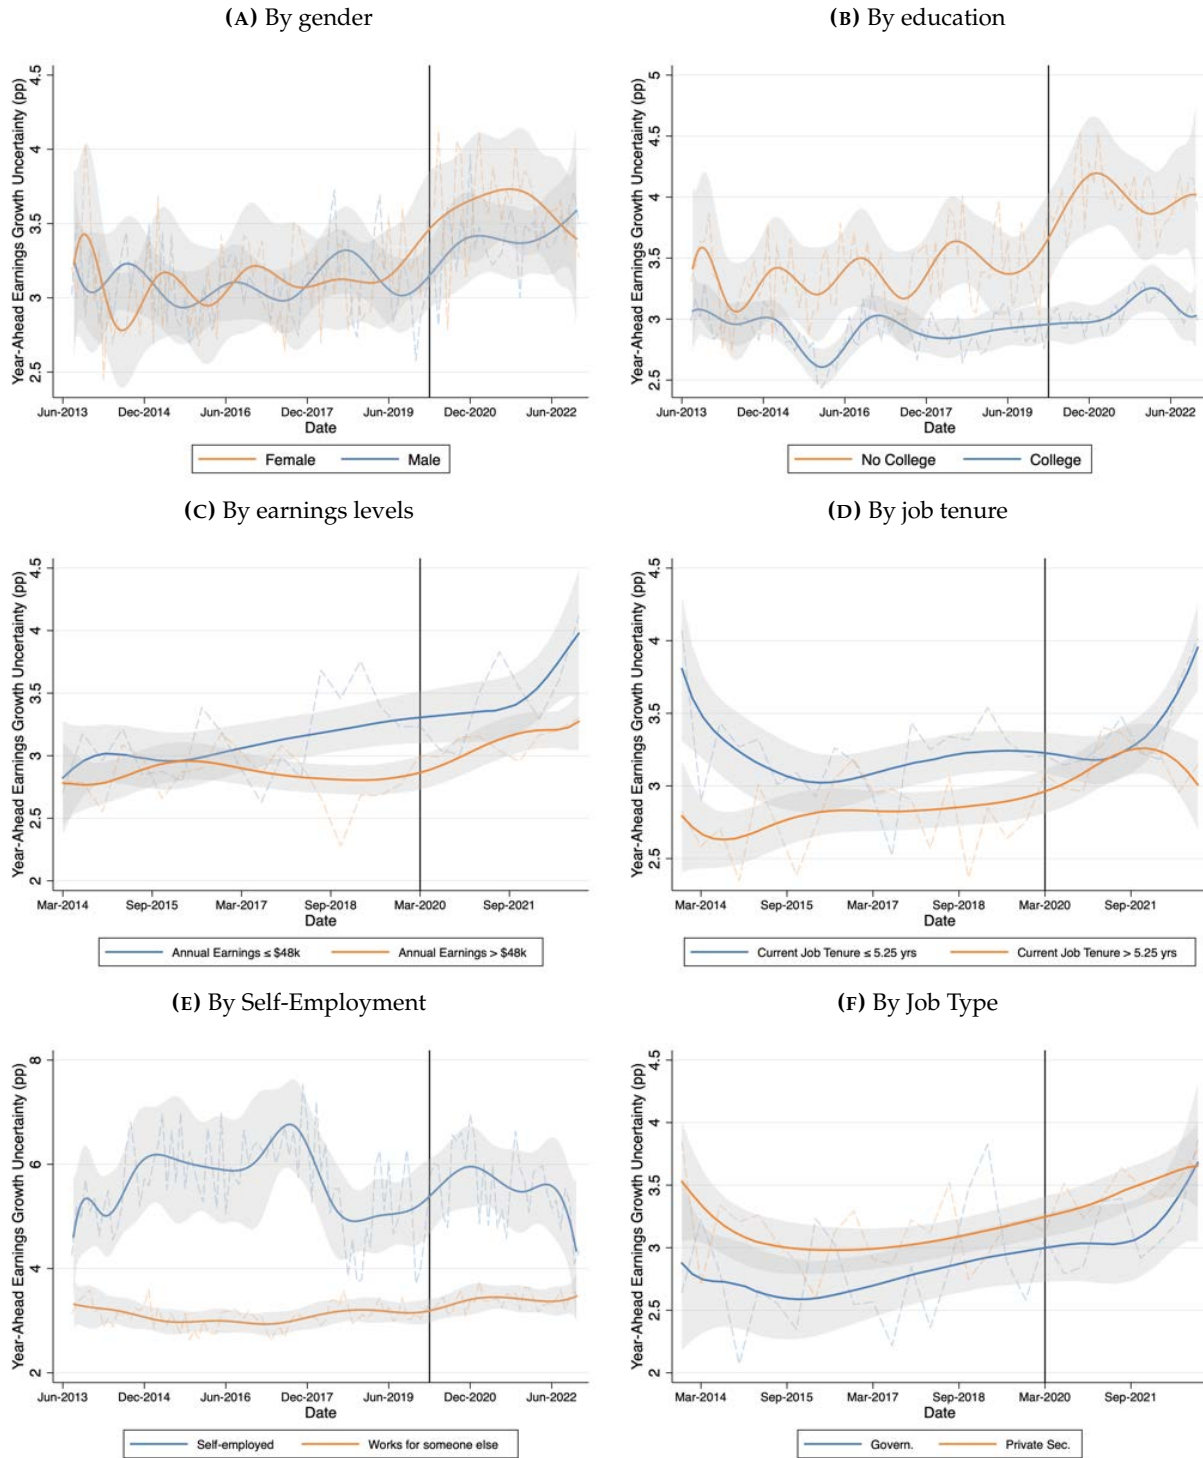 (A) By gender
Year-Ahead Earnings Growth Uncertainty (pp)
4.5
4
3.5
3
2.5
Jun-2013 Dec-2014 Jun-2016 Dec-2017 Jun-2019 Dec-2020 Jun-2022
Date
Female Male
(B) By education
Year-Ahead Earnings Growth Uncertainty (pp)
5
4.5
4
3.5
3
2.5
Jun-2013 Dec-2014 Jun-2016 Dec-2017 Jun-2019 Dec-2020 Jun-2022
Date
No College College
(C) By earnings levels
Year-Ahead Earnings Growth Uncertainty (pp)
4.5
4
3.5
3
2.5
2
Mar-2014 Sep-2015 Mar-2017 Sep-2018 Mar-2020 Sep-2021
Date
Annual Earnings ≤ $48k Annual Earnings > $48k
(D) By job tenure
Year-Ahead Earnings Growth Uncertainty (pp)
4.5
4
3.5
3
2.5
Mar-2014 Sep-2015 Mar-2017 Sep-2018 Mar-2020 Sep-2021
Date
Current Job Tenure ≤ 5.25 yrs Current Job Tenure > 5.25 yrs
(E) By Self-Employment
Year-Ahead Earnings Growth Uncertainty (pp)
8
6
4
2
Jun-2013 Dec-2014 Jun-2016 Dec-2017 Jun-2019 Dec-2020 Jun-2022
Date
Self-employed Works for someone else
(F) By Job Type
Year-Ahead Earnings Growth Uncertainty (pp)
4.5
4
3.5
3
2.5
2
Mar-2014 Sep-2015 Mar-2017 Sep-2018 Mar-2020 Sep-2021
Date
Govern. Private Sec.